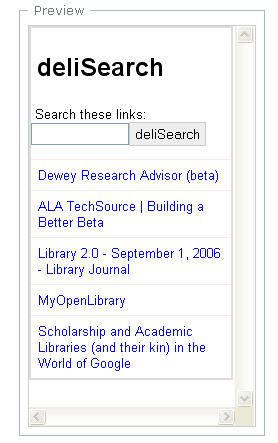 Preview
deliSearch
Search these links:
deliSearch
Dewey Research Advisor (beta)
ALA TechSource | Building a
Better Beta
Library 2.0 - September 1, 2006
- Library Journal
MyOpenLibrary
Scholarship and Academic
Libraries (and their kin) in the
World of Google